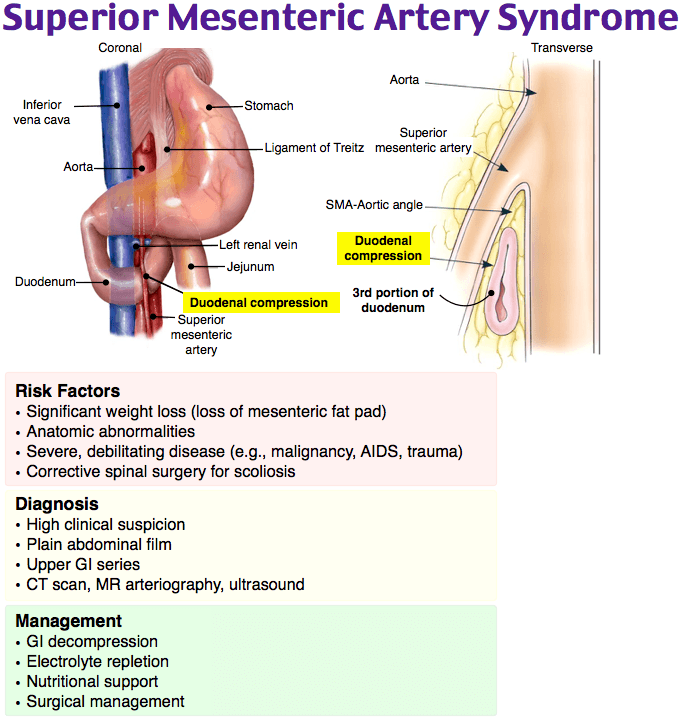 Superior Mesenteric Artery Syndrome
Coronal
Inferior
vena cava
Aorta
Duodenum
Stomach
Ligament of Treitz
Left renal vein
Jejunum
Duodenal compression
Superior
mesenteric
artery
Transverse
Aorta
Superior
mesenteric artery
SMA-Aortic angle
Duodenal
compression
3rd portion of
duodenum
Risk Factors
• Significant weight loss (loss of mesenteric fat pad)
• Anatomic abnormalities
• Severe, debilitating disease (e.g., malignancy, AIDS, trauma)
• Corrective spinal surgery for scoliosis
Diagnosis
• High clinical suspicion
• Plain abdominal film
• Upper GI series
• CT scan, MR arteriography, ultrasound
Management
• GI decompression
• Electrolyte repletion
• Nutritional support
• Surgical management